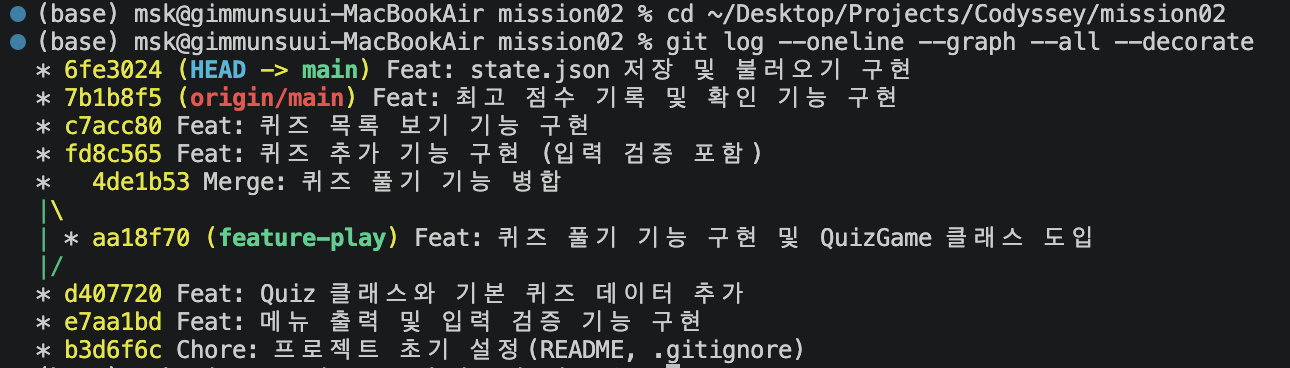 (base) msk@gimmunsuui-MacBookAir mission02 % cd ~/Desktop/Projects/Codyssey/mission02
(base) msk@gimmunsuui-MacBookAir mission02 % git log --oneline --graph --all --decorate
* 6fe3024 (HEAD -> main) Feat: state.json 저장 및 불러오기 구현
* 7b1b8f5 (origin/main) Feat: 최고 점수 기록 및 확인 기능 구현
* c7acc80 Feat: 퀴즈 목록 보기 기능 구현
* fd8c565 Feat: 퀴즈 추가 기능 구현 (입력 검증 포함)
*   4de1b53 Merge: 퀴즈 풀기 기능 병합
|\
| * aa18f70 (feature-play) Feat: 퀴즈 풀기 기능 구현 및 QuizGame 클래스 도입
|/
* d407720 Feat: Quiz 클래스와 기본 퀴즈 데이터 추가
* e7aa1bd Feat: 메뉴 출력 및 입력 검증 기능 구현
* b3d6f6c Chore: 프로젝트 초기 설정(README, .gitignore)